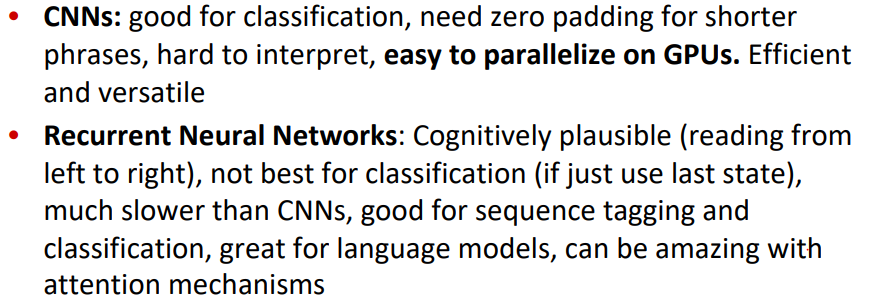 • CNNs: good for classification, need zero padding for shorter
phrases, hard to interpret, easy to parallelize on GPUs. Efficient
and versatile
• Recurrent Neural Networks: Cognitively plausible (reading from
left to right), not best for classification (if just use last state),
much slower than CNNs, good for sequence tagging and
classification, great for language models, can be amazing with
attention mechanisms